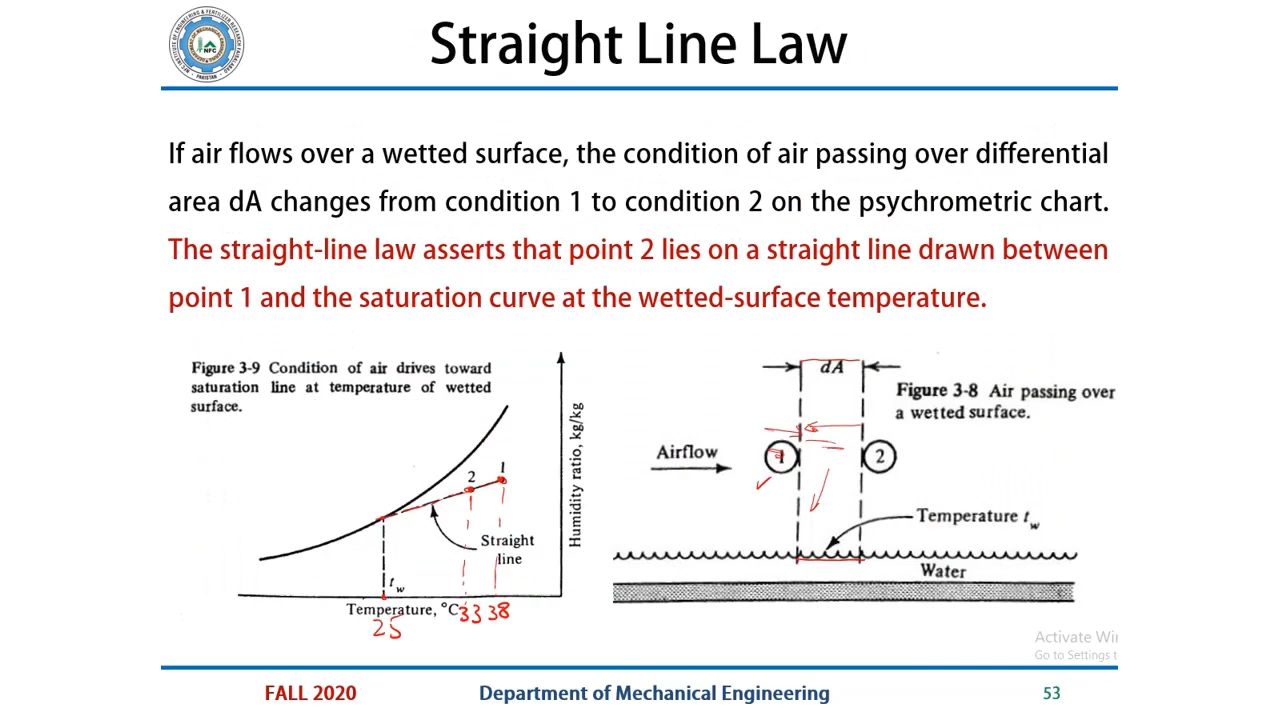 Straight Line Law
If air flows over a wetted surface, the condition of air passing over differential
area dA changes from condition 1 to condition 2 on the psychrometric chart.
The straight-line law asserts that point 2 lies on a straight line drawn between
point 1 and the saturation curve at the wetted-surface temperature.
Figure 3-9 Condition of air drives toward
saturation line at temperature of wetted
surface.
Humidity ratio, kg/kg
2
1
Straight
line
t w
Temperature, °C
33 38
25
dA
Figure 3-8 Air passing over
a wetted surface.
Airflow
1
2
Temperature t w
Water
Activate Wi
Go to Settings t
FALL 2020
Department of Mechanical Engineering
53
NFC
PAKISTAN